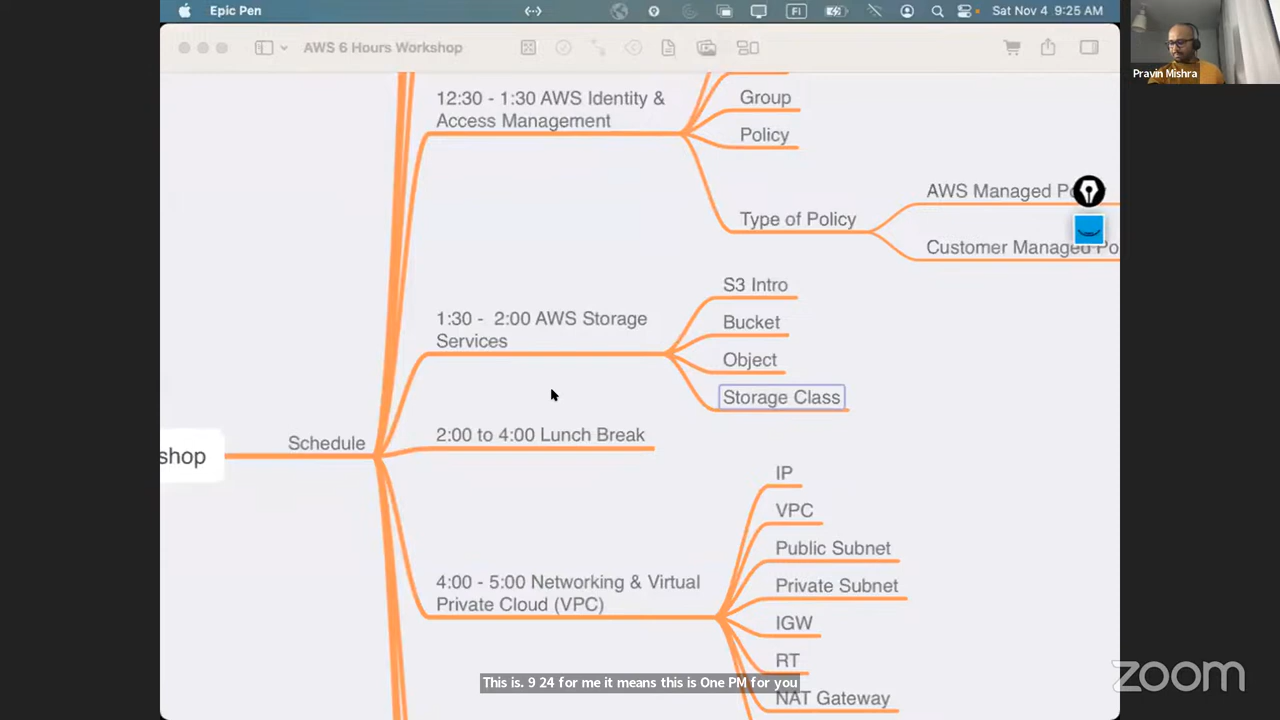 Epic Pen
Fi
Sat Nov 4 9:25 AM
AWS 6 Hours Workshop
Pravin Mishra
12:30 - 1:30 AWS Identity &
Access Management
Group
Policy
Type of Policy
AWS Managed Po
Customer Managed Po
1:30 - 2:00 AWS Storage
Services
S3 Intro
Bucket
Object
Storage Class
2:00 to 4:00 Lunch Break
shop
Schedule
4:00 - 5:00 Networking & Virtual
Private Cloud (VPC)
IP
VPC
Public Subnet
Private Subnet
IGW
RT
NAT Gateway
This is. 9 24 for me it means this is One PM for you
zoom